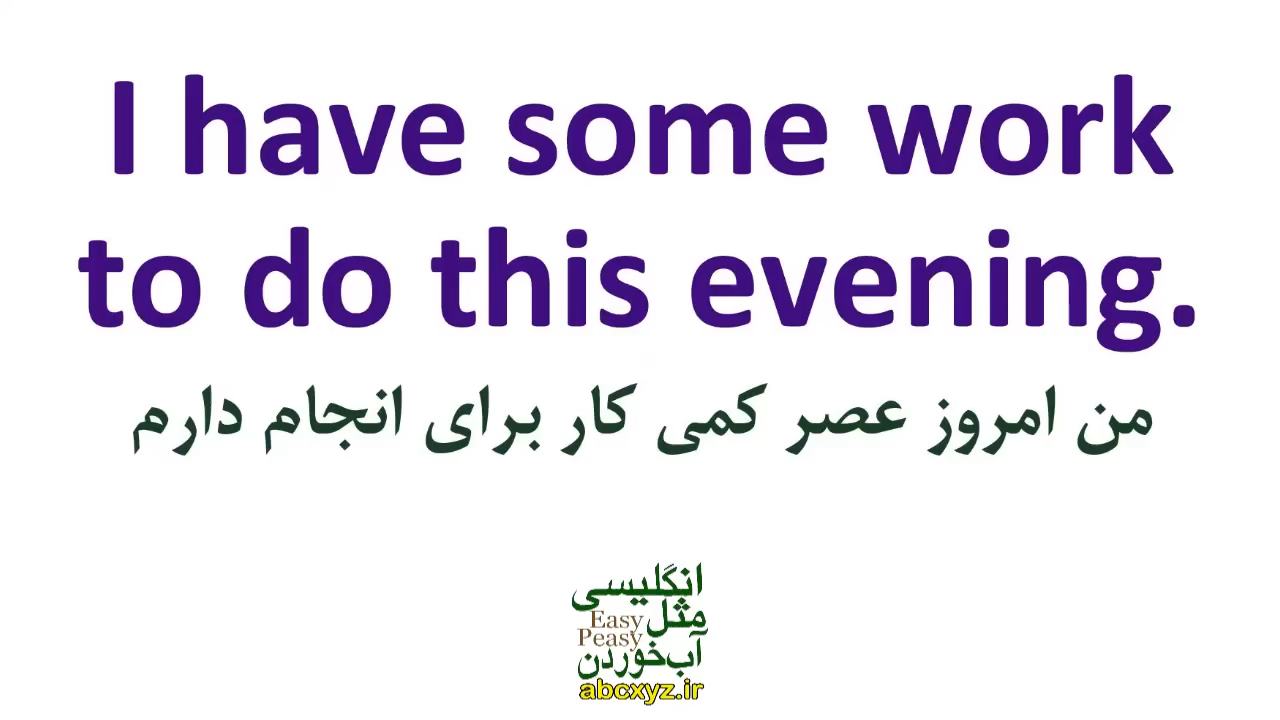 I have some work
to do this evening.
من امروز عصر کمی کار برای انجام دارم
انگلیسی
مثل
Easy
Peasy
آب‌خوردن
abcxyz.ir